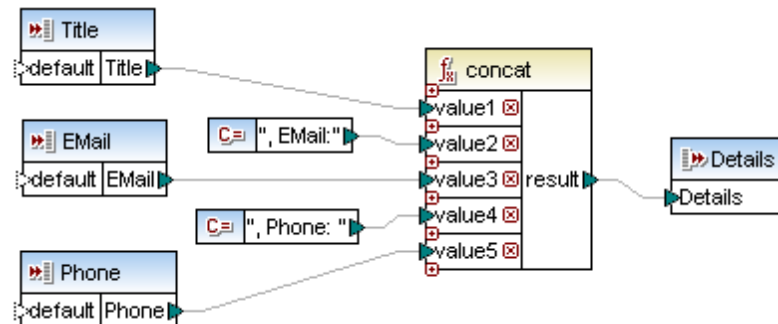 Title
default Title
EMail
default EMail
Phone
default Phone
C= ", EMail:"
C= ", Phone: "
fx concat
value1
value2
value3 result
value4
value5
Details
Details